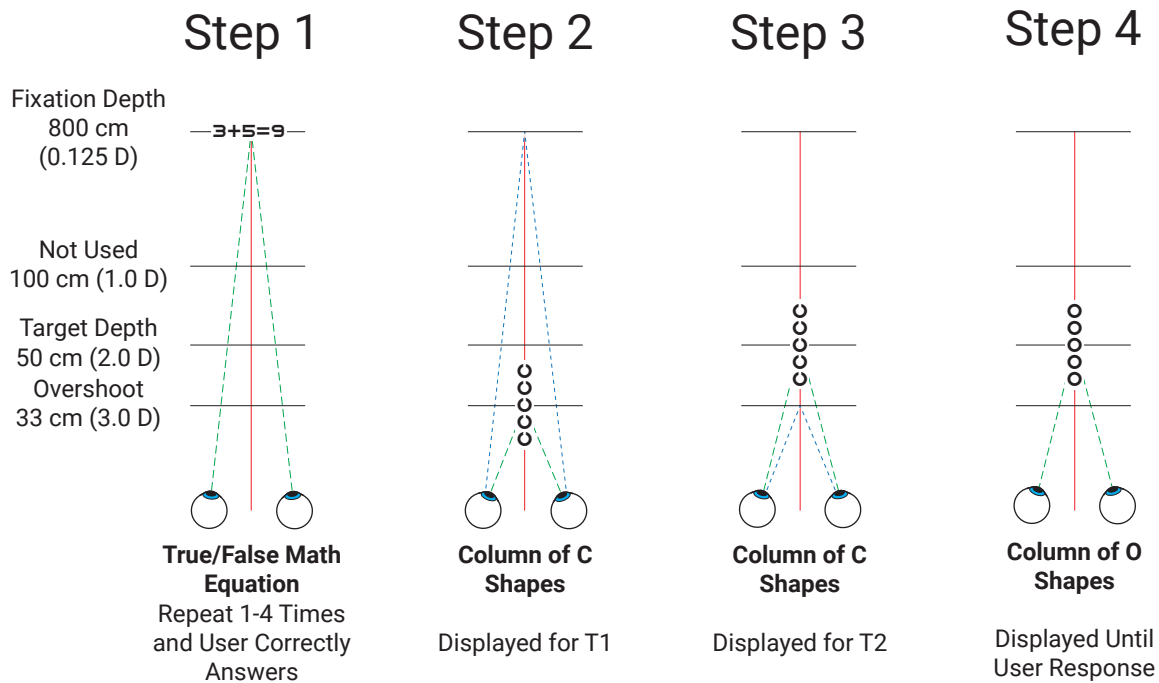 Step 1
Step 2
Step 3
Step 4
Fixation Depth
800 cm
(0.125 D)
3+5=9
Not Used
100 cm (1.0 D)
Target Depth
50 cm (2.0 D)
Overshoot
33 cm (3.0 D)
C
C
C
C
C
C
C
C
C
C
O
O
O
O
O
True/False Math
Equation
Repeat 1-4 Times
and User Correctly
Answers
Column of C
Shapes
Displayed for T1
Column of C
Shapes
Displayed for T2
Column of O
Shapes
Displayed Until
User Response